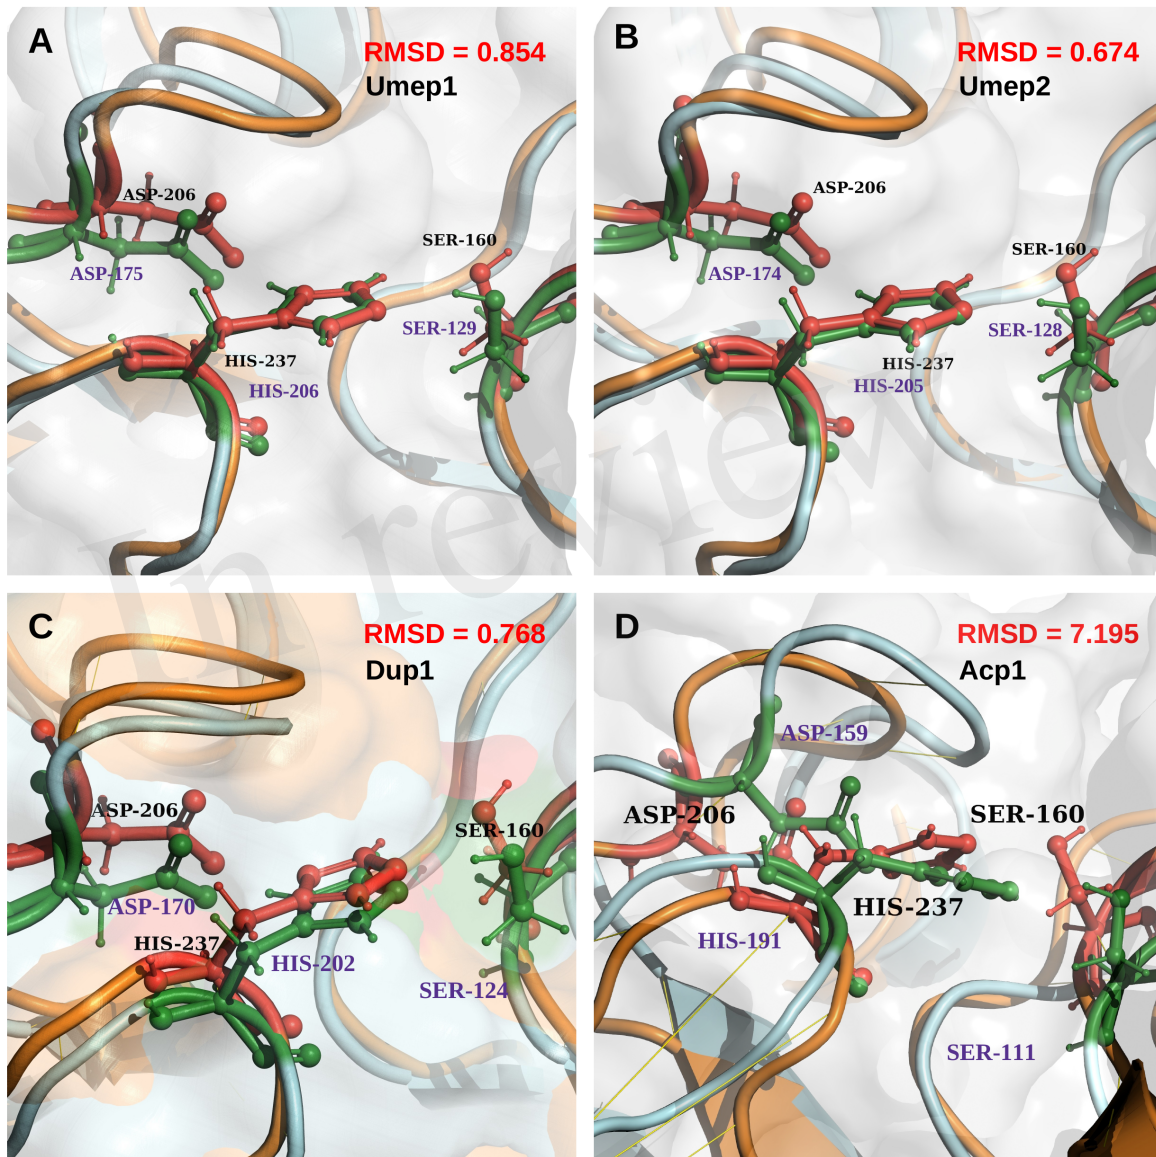 A
RMSD = 0.854
Umep1
ASP-206
ASP-175
SER-160
SER-129
HIS-237
HIS-206
B
RMSD = 0.674
Umep2
ASP-206
ASP-174
SER-160
SER-128
HIS-237
HIS-205
In review
C
RMSD = 0.768
Dup1
ASP-206
SER-160
ASP-170
HIS-237
HIS-202
SER-124
D
RMSD = 7.195
Acp1
ASP-159
ASP-206
SER-160
HIS-237
HIS-191
SER-111